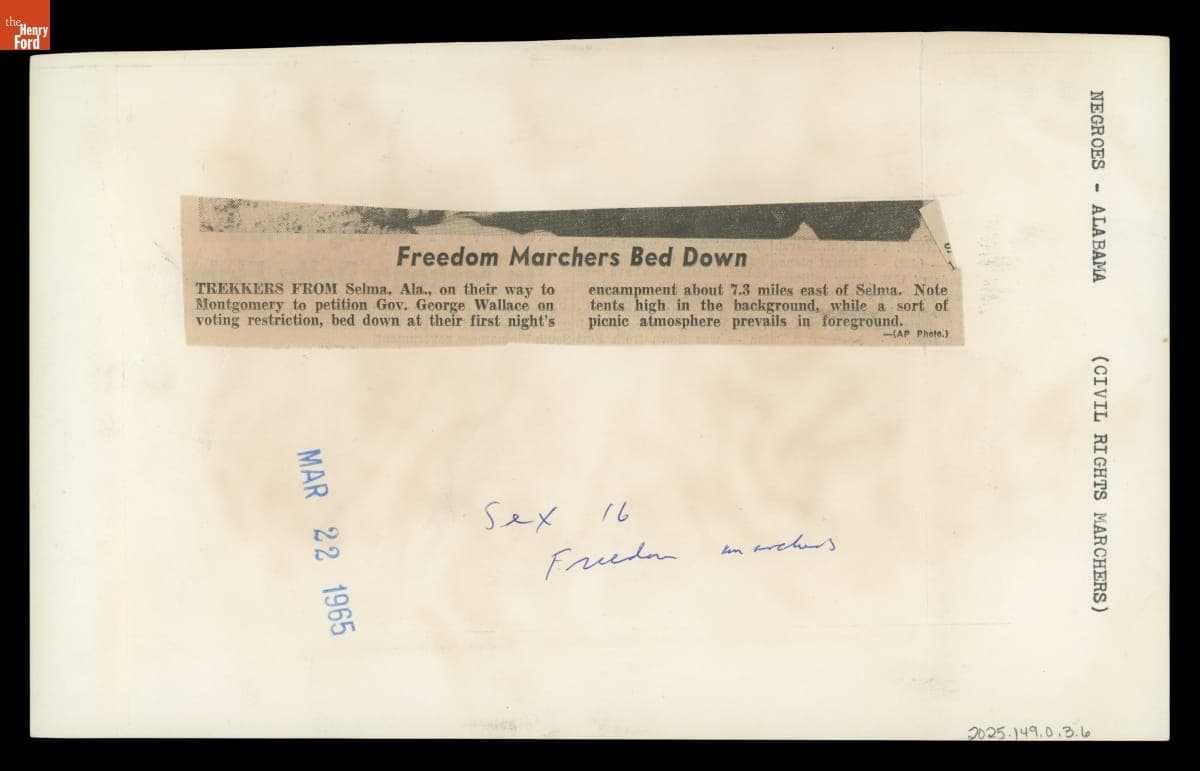 the
Henry
Ford
Freedom Marchers Bed Down
TREKKERS FROM Selma, Ala., on their way to
Montgomery to petition Gov. George Wallace on
voting restriction, bed down at their first night's
encampment about 7.3 miles east of Selma. Note
tents high in the background, while a sort of
picnic atmosphere prevails in foreground.
—(AP Photo.)
MAR 22 1965
Sex 16
Freedom marchers
NEGROES - ALABAMA (CIVIL RIGHTS MARCHERS)
2025.149.0.3.6